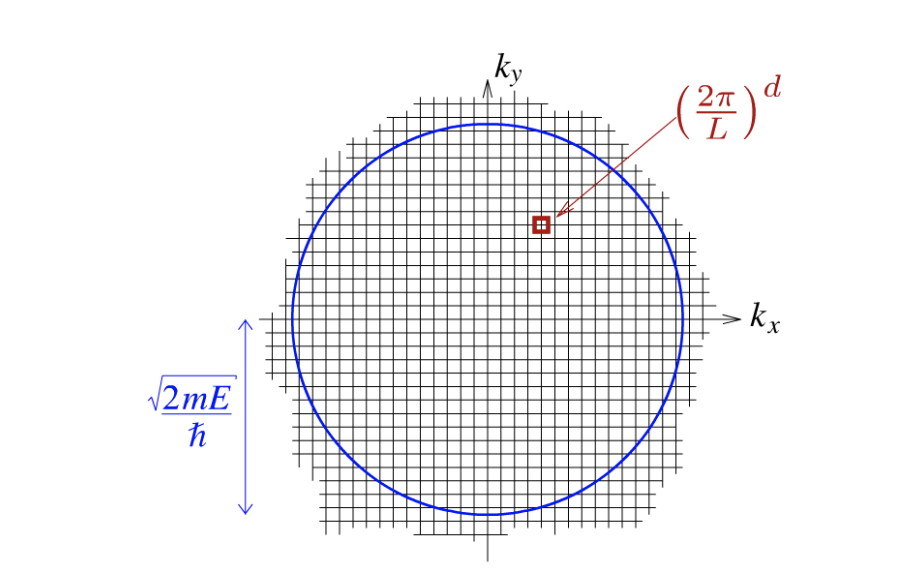 k_y
(2π/L)^d
k_x
√2mE
ħ